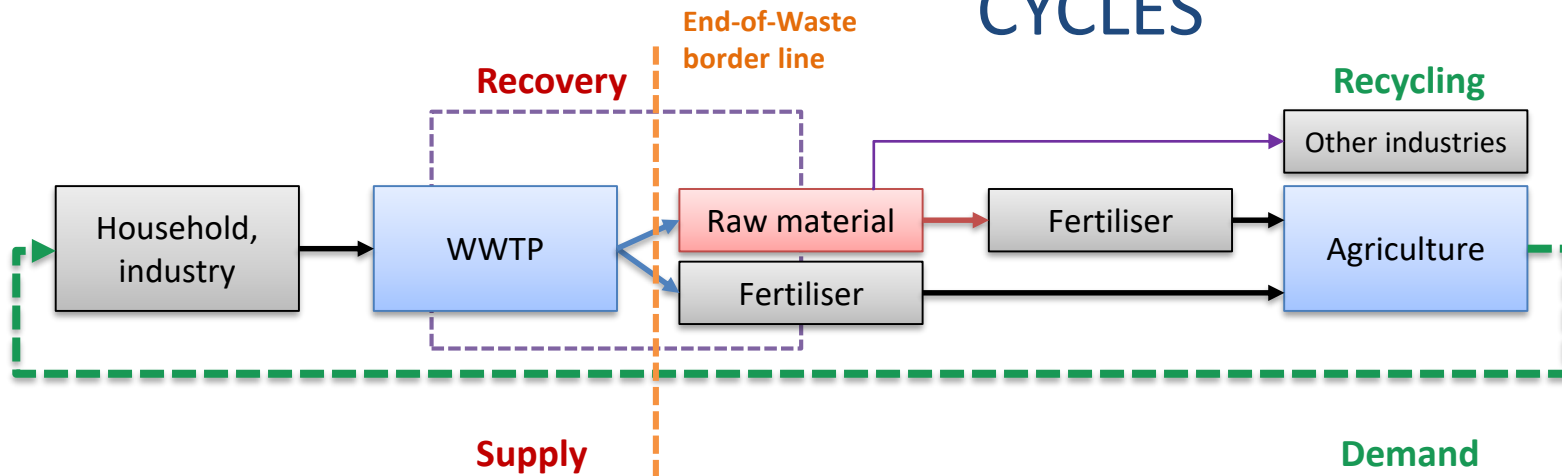 CYCLES
End-of-Waste
border line
Recovery
Recycling
Other industries
Household,
industry
WWTP
Raw material
Fertiliser
Agriculture
Fertiliser
Supply
Demand